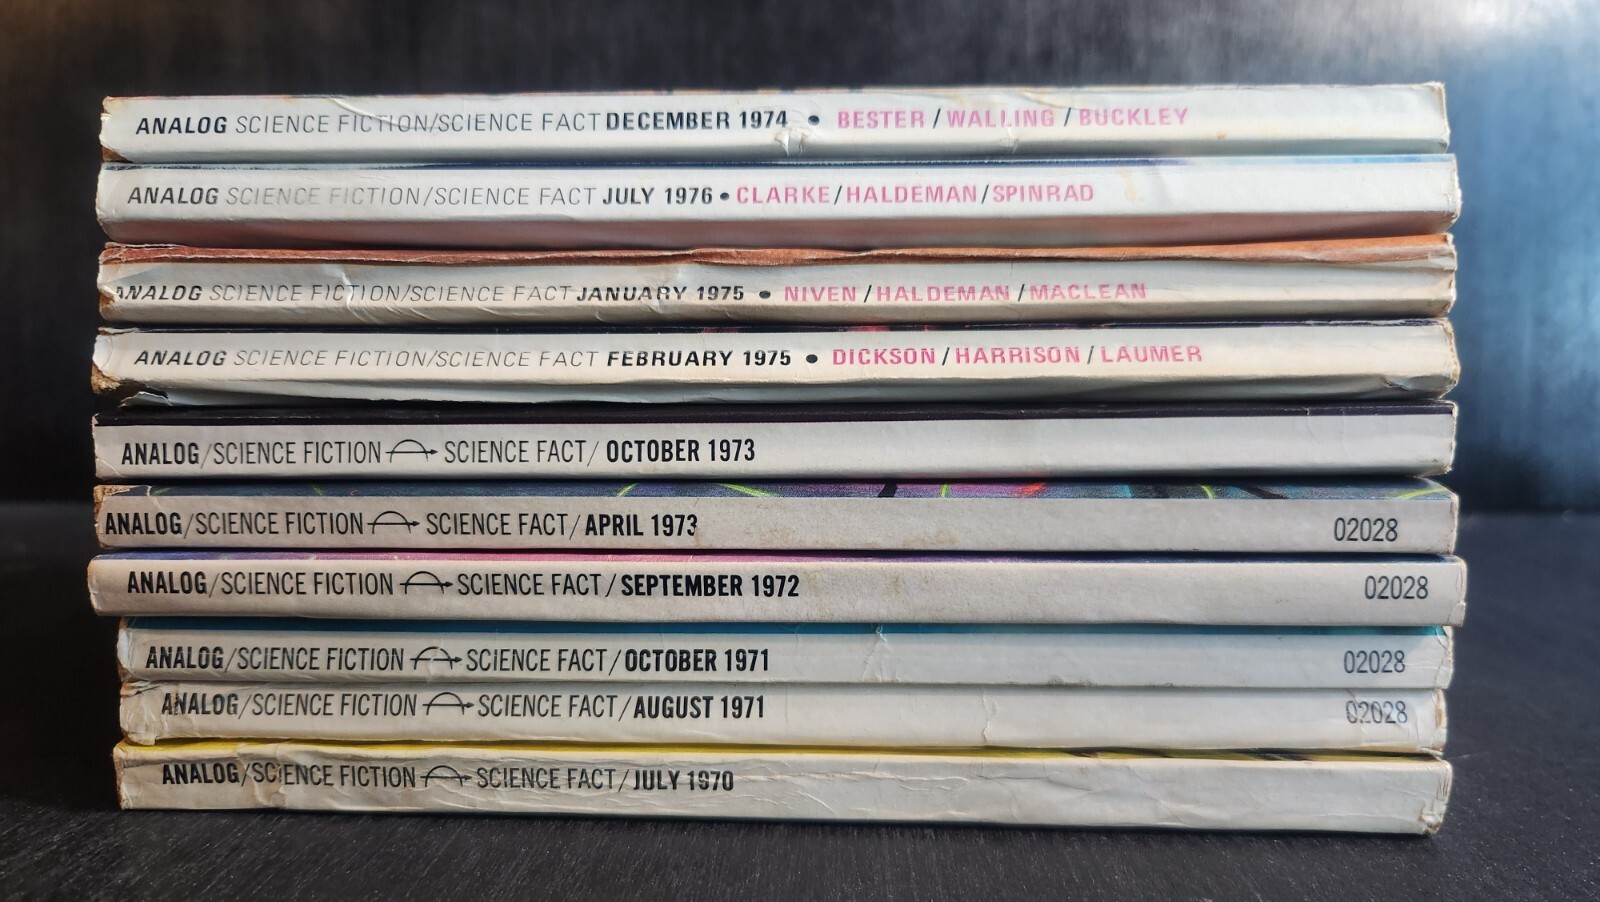 ANALOG SCIENCE FICTION/SCIENCE FACT DECEMBER 1974 • BESTER / WALLING / BUCKLEY
ANALOG SCIENCE FICTION/SCIENCE FACT JULY 1976 • CLARKE/HALDEMAN/SPINRAD
ANALOG SCIENCE FICTION/SCIENCE FACT JANUARY 1975 • NIVEN /HALDEMAN /MACLEAN
ANALOG SCIENCE FICTION/SCIENCE FACT FEBRUARY 1975 • DICKSON /HARRISON /LAUMER
ANALOG/SCIENCE FICTION SCIENCE FACT/ OCTOBER 1973
ANALOG/SCIENCE FICTION SCIENCE FACT/ APRIL 1973 02028
ANALOG/SCIENCE FICTION SCIENCE FACT/ SEPTEMBER 1972 02028
ANALOG/SCIENCE FICTION SCIENCE FACT/OCTOBER 1971 02028
ANALOG/SCIENCE FICTION SCIENCE FACT/AUGUST 1971 02028
ANALOG/SCIENCE FICTION SCIENCE FACT/JULY 1970